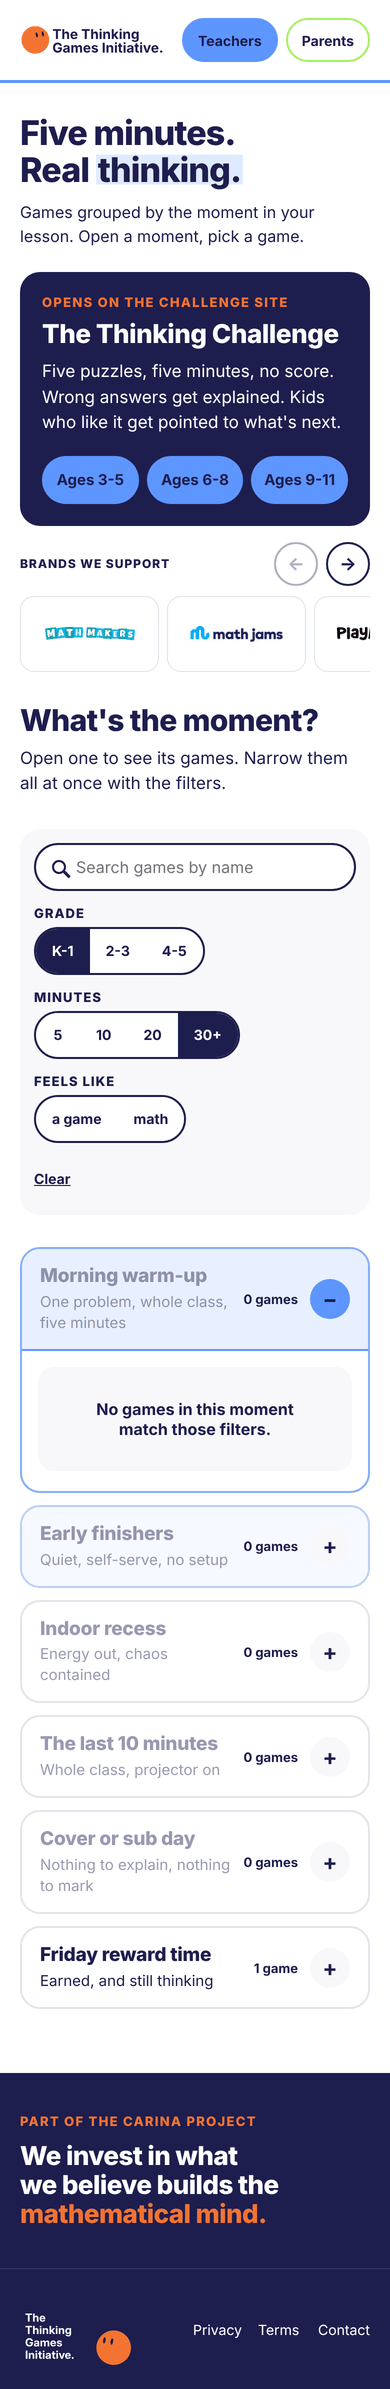 The Thinking
Games Initiative.
Teachers
Parents
Five minutes.
Real thinking.
Games grouped by the moment in your
lesson. Open a moment, pick a game.
OPENS ON THE CHALLENGE SITE
The Thinking Challenge
Five puzzles, five minutes, no score.
Wrong answers get explained. Kids
who like it get pointed to what's next.
Ages 3-5
Ages 6-8
Ages 9-11
BRANDS WE SUPPORT
MATH MAKERS
math jams
What's the moment?
Open one to see its games. Narrow them
all at once with the filters.
Search games by name
GRADE
K-1
2-3
4-5
MINUTES
5
10
20
30+
FEELS LIKE
a game
math
Clear
Morning warm-up
One problem, whole class,
five minutes
0 games
No games in this moment
match those filters.
Early finishers
Quiet, self-serve, no setup
0 games
Indoor recess
Energy out, chaos
contained
0 games
The last 10 minutes
Whole class, projector on
0 games
Cover or sub day
Nothing to explain, nothing
to mark
0 games
Friday reward time
Earned, and still thinking
1 game
PART OF THE CARINA PROJECT
We invest in what
we believe builds the
mathematical mind.
The
Thinking
Games
Initiative.
Privacy
Terms
Contact